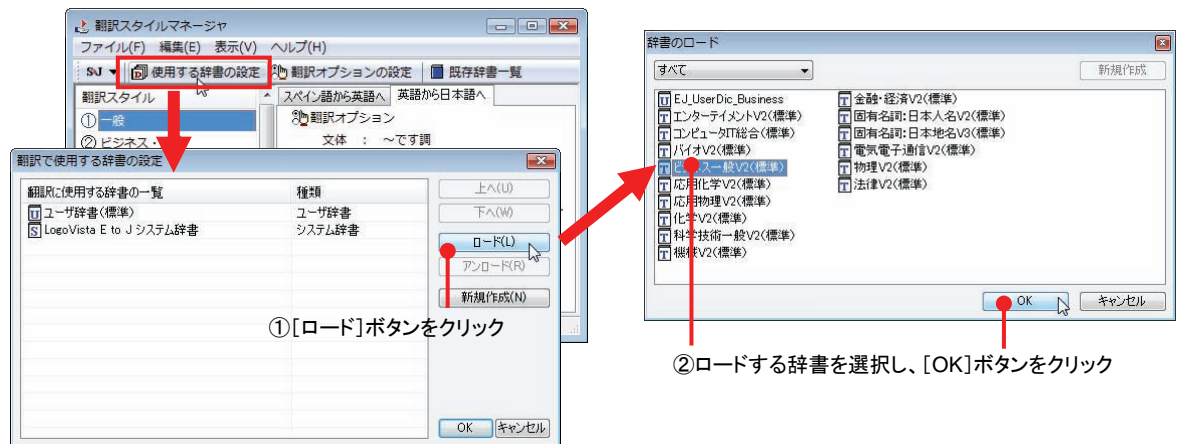 翻訳スタイルマネージャ
ファイル(F) 編集(E) 表示(V) ヘルプ(H)
使用する辞書の設定 翻訳オプションの設定 既存辞書一覧
翻訳スタイル
スペイン語から英語へ 英語から日本語へ
① 一般
翻訳オプション
② ビジネス・
文体 : ～です調
翻訳で使用する辞書の設定
翻訳に使用する辞書の一覧 種類
ユーザ辞書(標準) ユーザ辞書
LogoVista E to J システム辞書 システム辞書
上へ(U)
下へ(W)
ロード(L)
アンロード(R)
新規作成(N)
①[ロード]ボタンをクリック
OK キャンセル
辞書のロード
すべて 新規作成
EJ_UserDic_Business
エンターテイメントV2(標準)
コンピュータIT総合(標準)
バイオV2(標準)
ビジネス一般V2(標準)
応用化学V2(標準)
応用物理V2(標準)
化学V2(標準)
科学技術一般V2(標準)
機械V2(標準)
金融・経済V2(標準)
固有名詞:日本人名V2(標準)
固有名詞:日本地名V3(標準)
電気電子通信V2(標準)
物理V2(標準)
法律V2(標準)
OK キャンセル
②ロードする辞書を選択し、[OK]ボタンをクリック